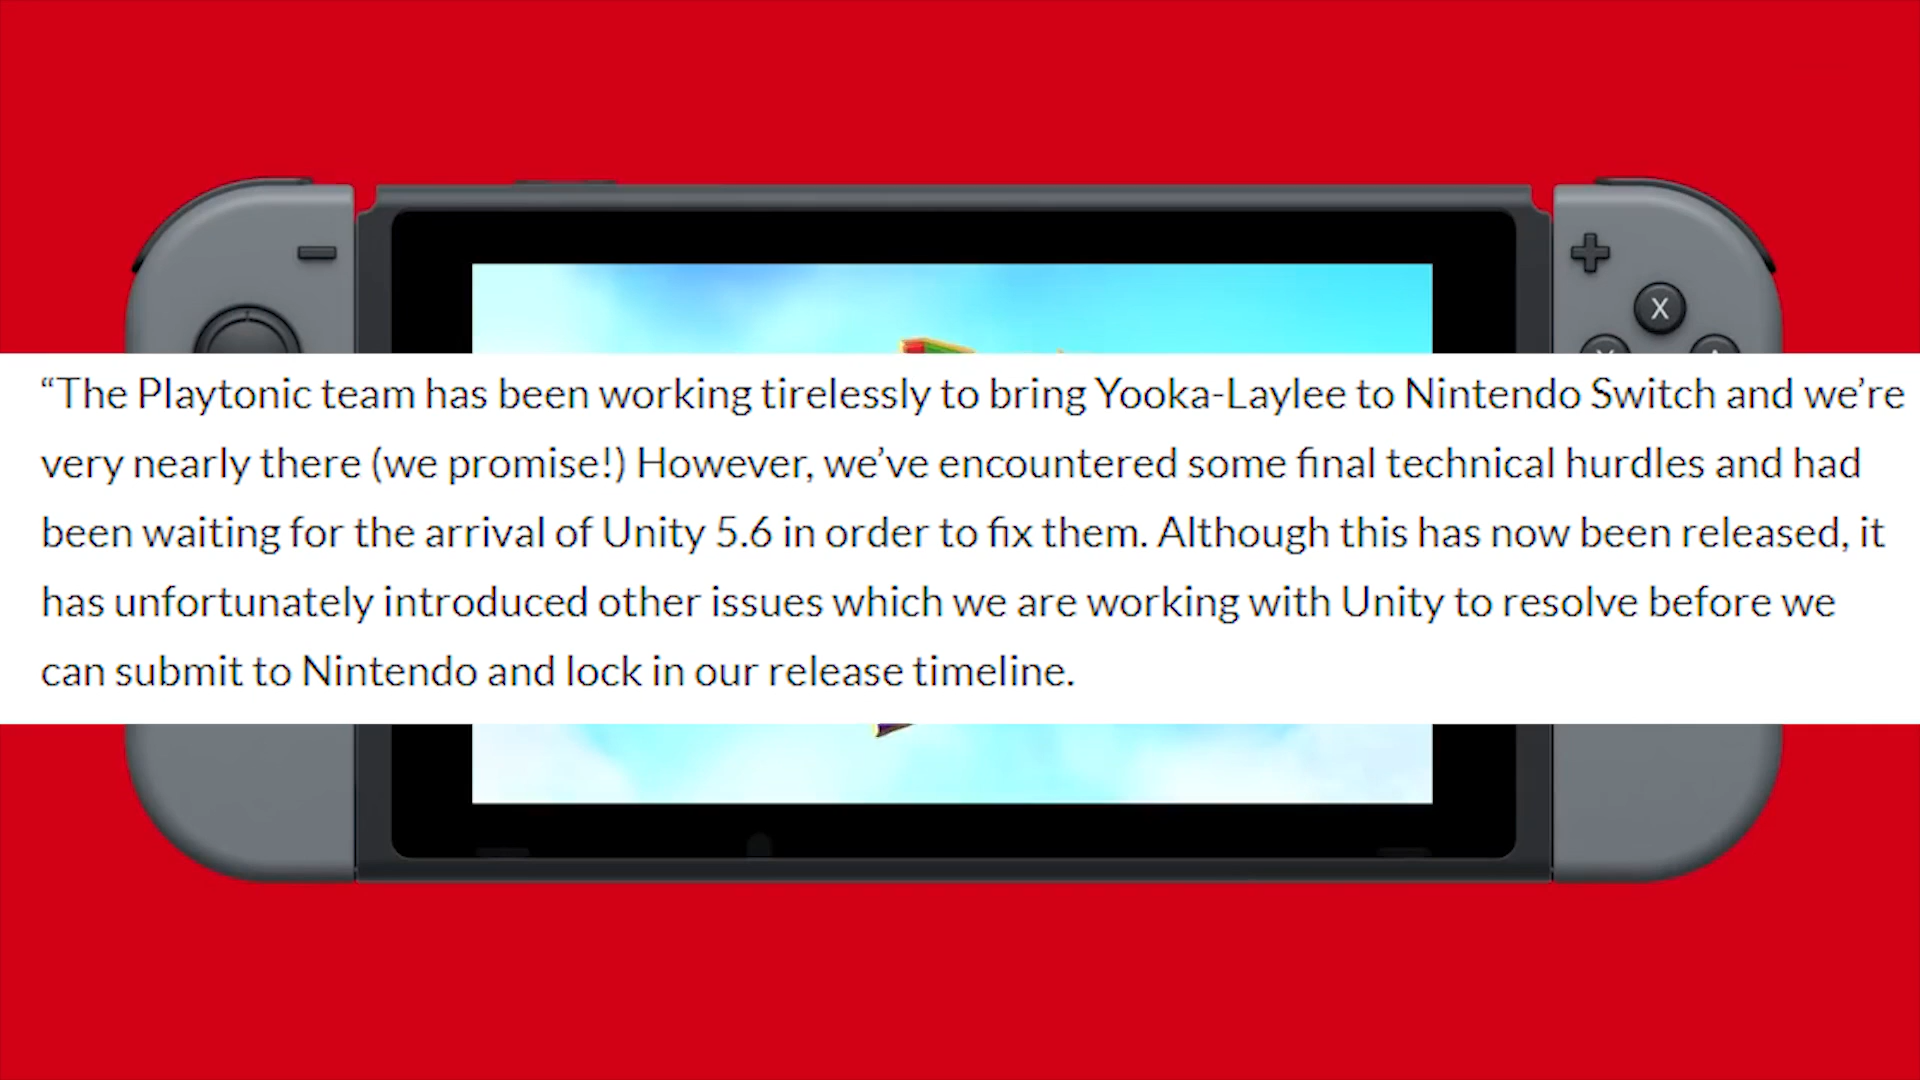 X
“The Playtonic team has been working tirelessly to bring Yooka-Laylee to Nintendo Switch and we’re
very nearly there (we promise!) However, we’ve encountered some final technical hurdles and had
been waiting for the arrival of Unity 5.6 in order to fix them. Although this has now been released, it
has unfortunately introduced other issues which we are working with Unity to resolve before we
can submit to Nintendo and lock in our release timeline.